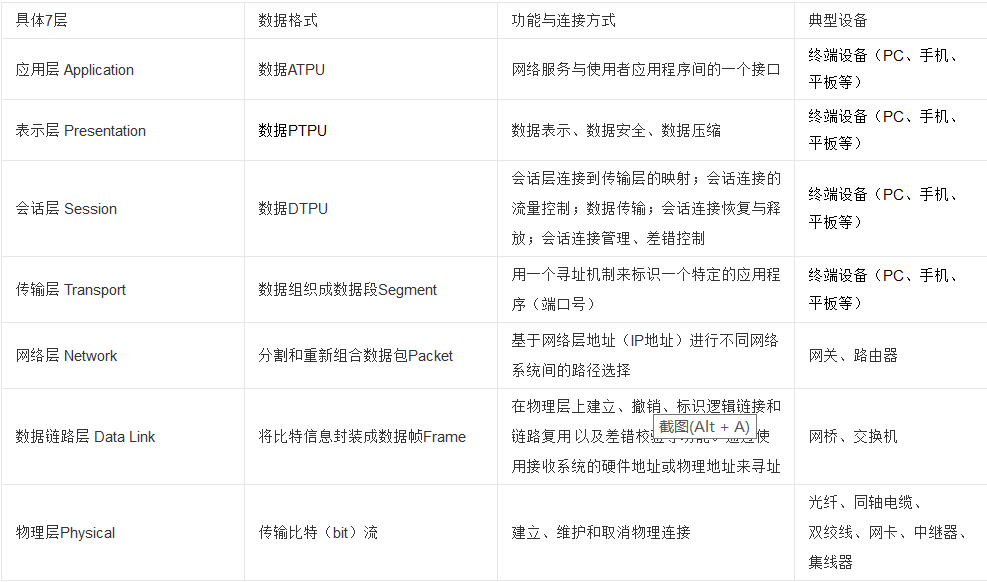 具体7层 数据格式 功能与连接方式 典型设备
应用层 Application 数据ATPU 网络服务与使用者应用程序间的一个接口 终端设备（PC、手机、
平板等）
表示层 Presentation 数据PTPU 数据表示、数据安全、数据压缩 终端设备（PC、手机、
平板等）
会话层 Session 数据DTPU 会话层连接到传输层的映射；会话连接的
流量控制；数据传输；会话连接恢复与释
放；会话连接管理、差错控制 终端设备（PC、手机、
平板等）
传输层 Transport 数据组织成数据段Segment 用一个寻址机制来标识一个特定的应用程
序（端口号） 终端设备（PC、手机、
平板等）
网络层 Network 分割和重新组合数据包Packet 基于网络层地址（IP地址）进行不同网络
系统间的路径选择 网关、路由器
数据链路层 Data Link 将比特信息封装成数据帧Frame 在物理层上建立、撤销、标识逻辑链接和
链路复用 以及差错校验 使
用接收系统的硬件地址或物理地址来寻址 网桥、交换机
截图(Alt + A)
物理层Physical 传输比特（bit）流 建立、维护和取消物理连接 光纤、同轴电缆、
双绞线、网卡、中继器、
集线器